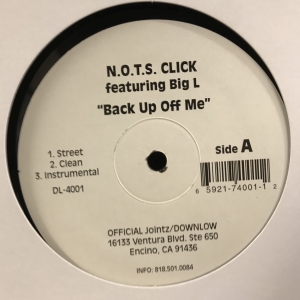 N.O.T.S. CLICK
featuring Big L
"Back Up Off Me"
1. Street
2. Clean
3. Instrumental
DL-4001
Side A
6 5921-74001-1 2
OFFICIAL Jointz/DOWNLOW
16133 Ventura Blvd. Ste 650
Encino, CA 91436
INFO: 818.501.0084